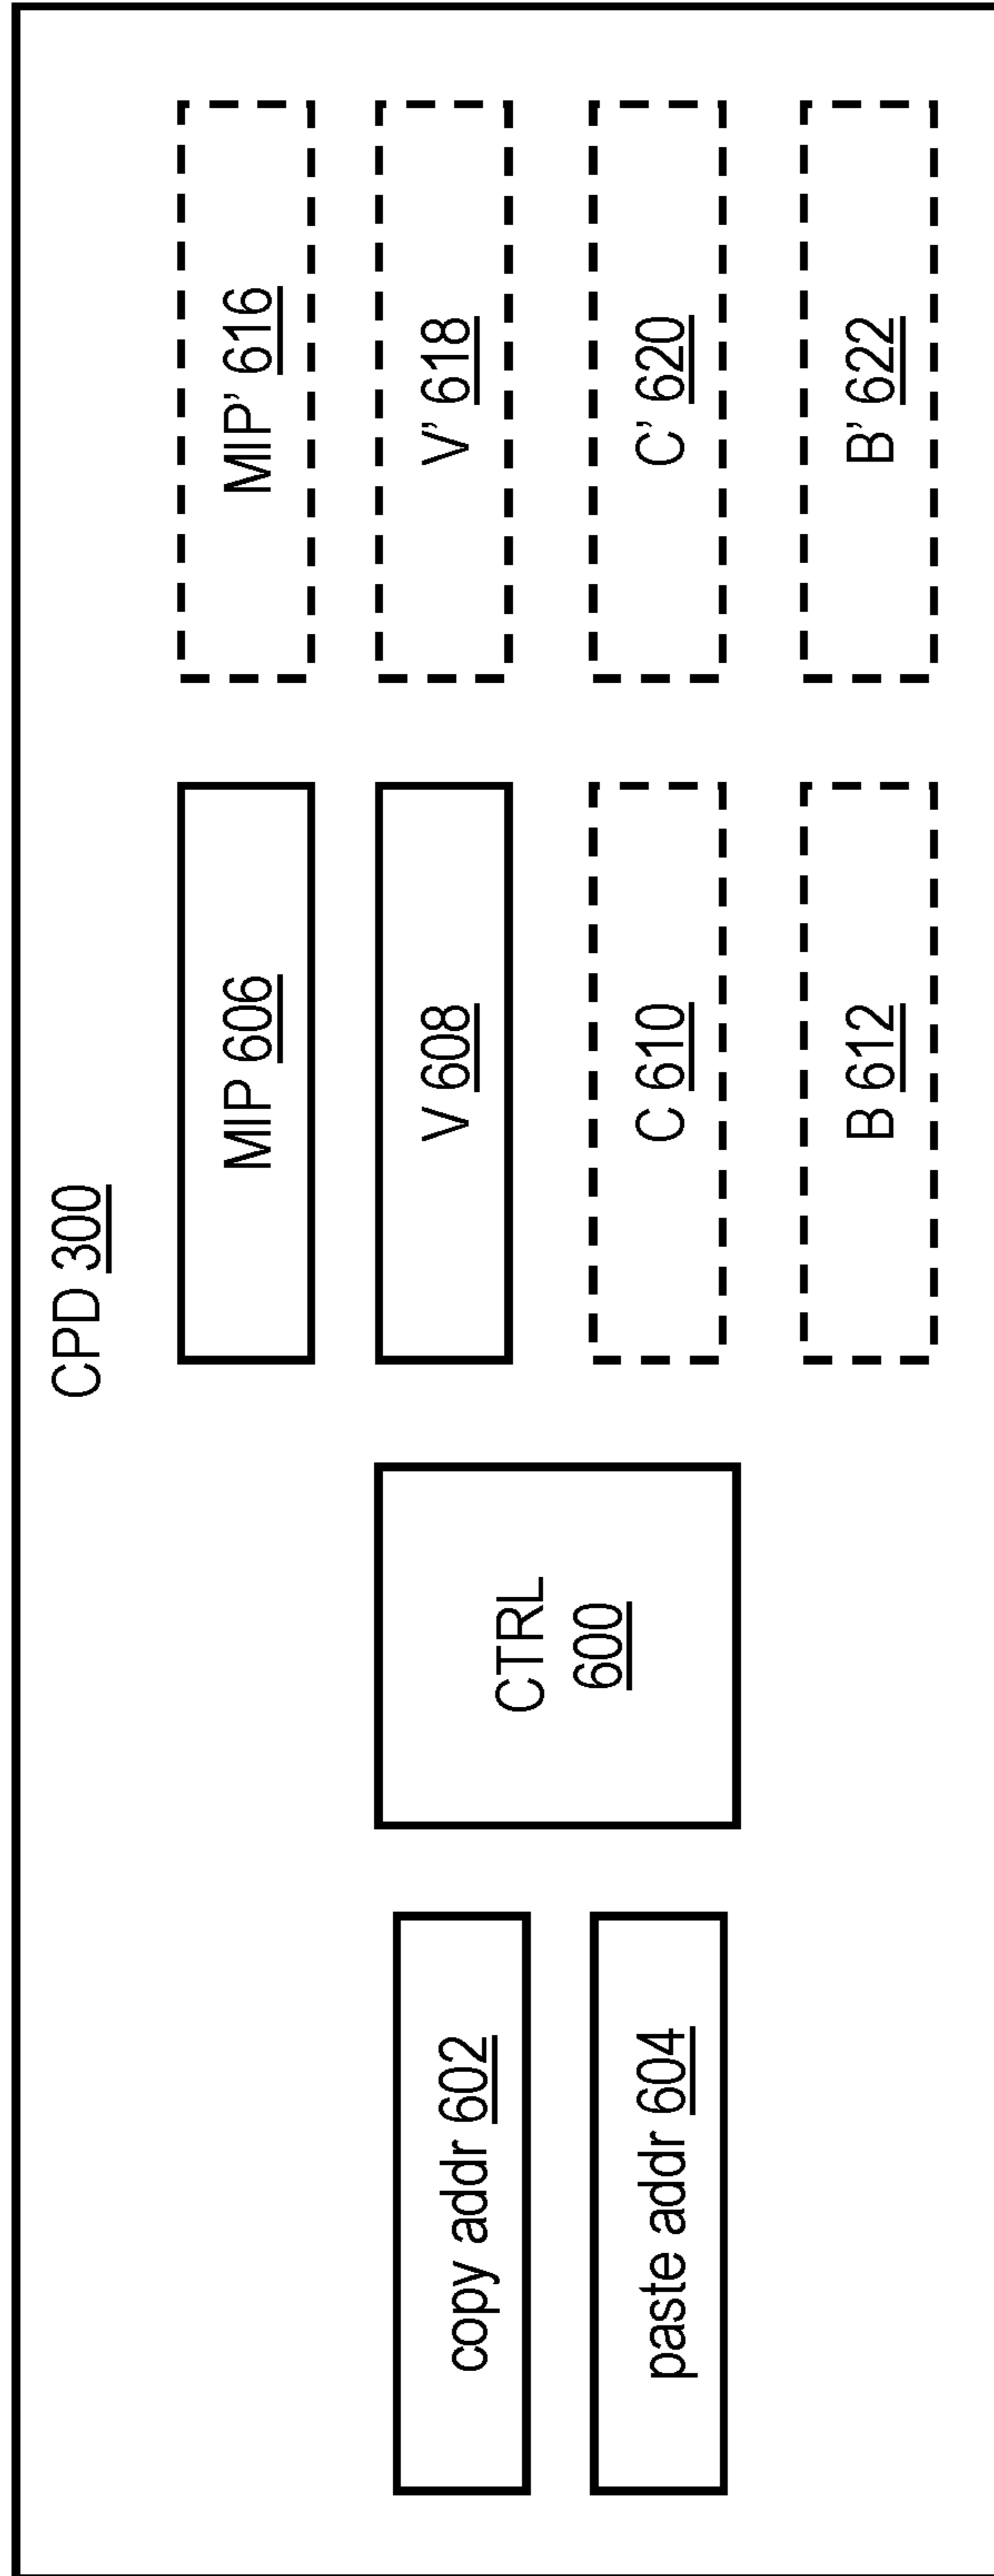 CPD 300
copy addr 602
paste addr 604
CTRL
600
MIP 606
V 608
C 610
B 612
MIP' 616
V' 618
C' 620
B' 622